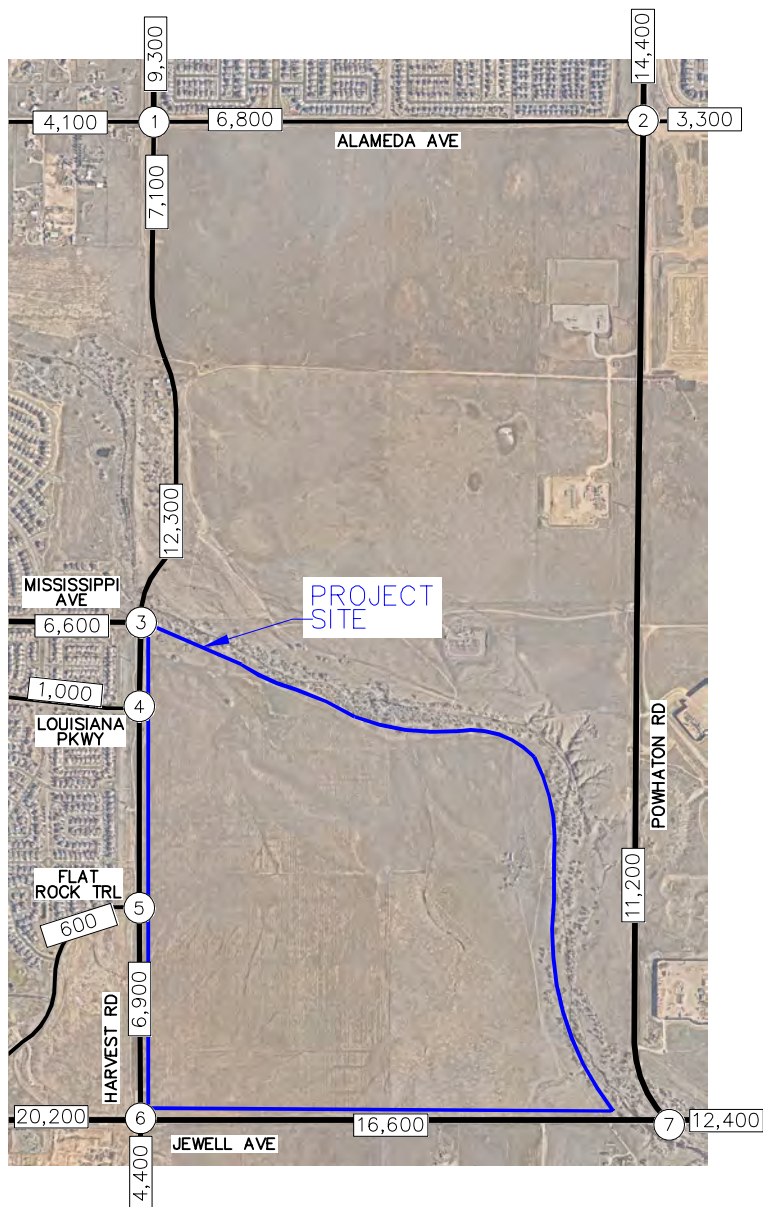 9,300
14,400
4,100
1
6,800
2
3,300
ALAMEDA AVE
7,100
12,300
MISSISSIPPI
AVE
PROJECT
SITE
6,600
3
1,000
4
LOUISIANA
PKWY
POWHATON RD
FLAT
ROCK TRL
11,200
5
600
6,900
HARVEST RD
20,200
6
16,600
7
12,400
JEWELL AVE
4,400